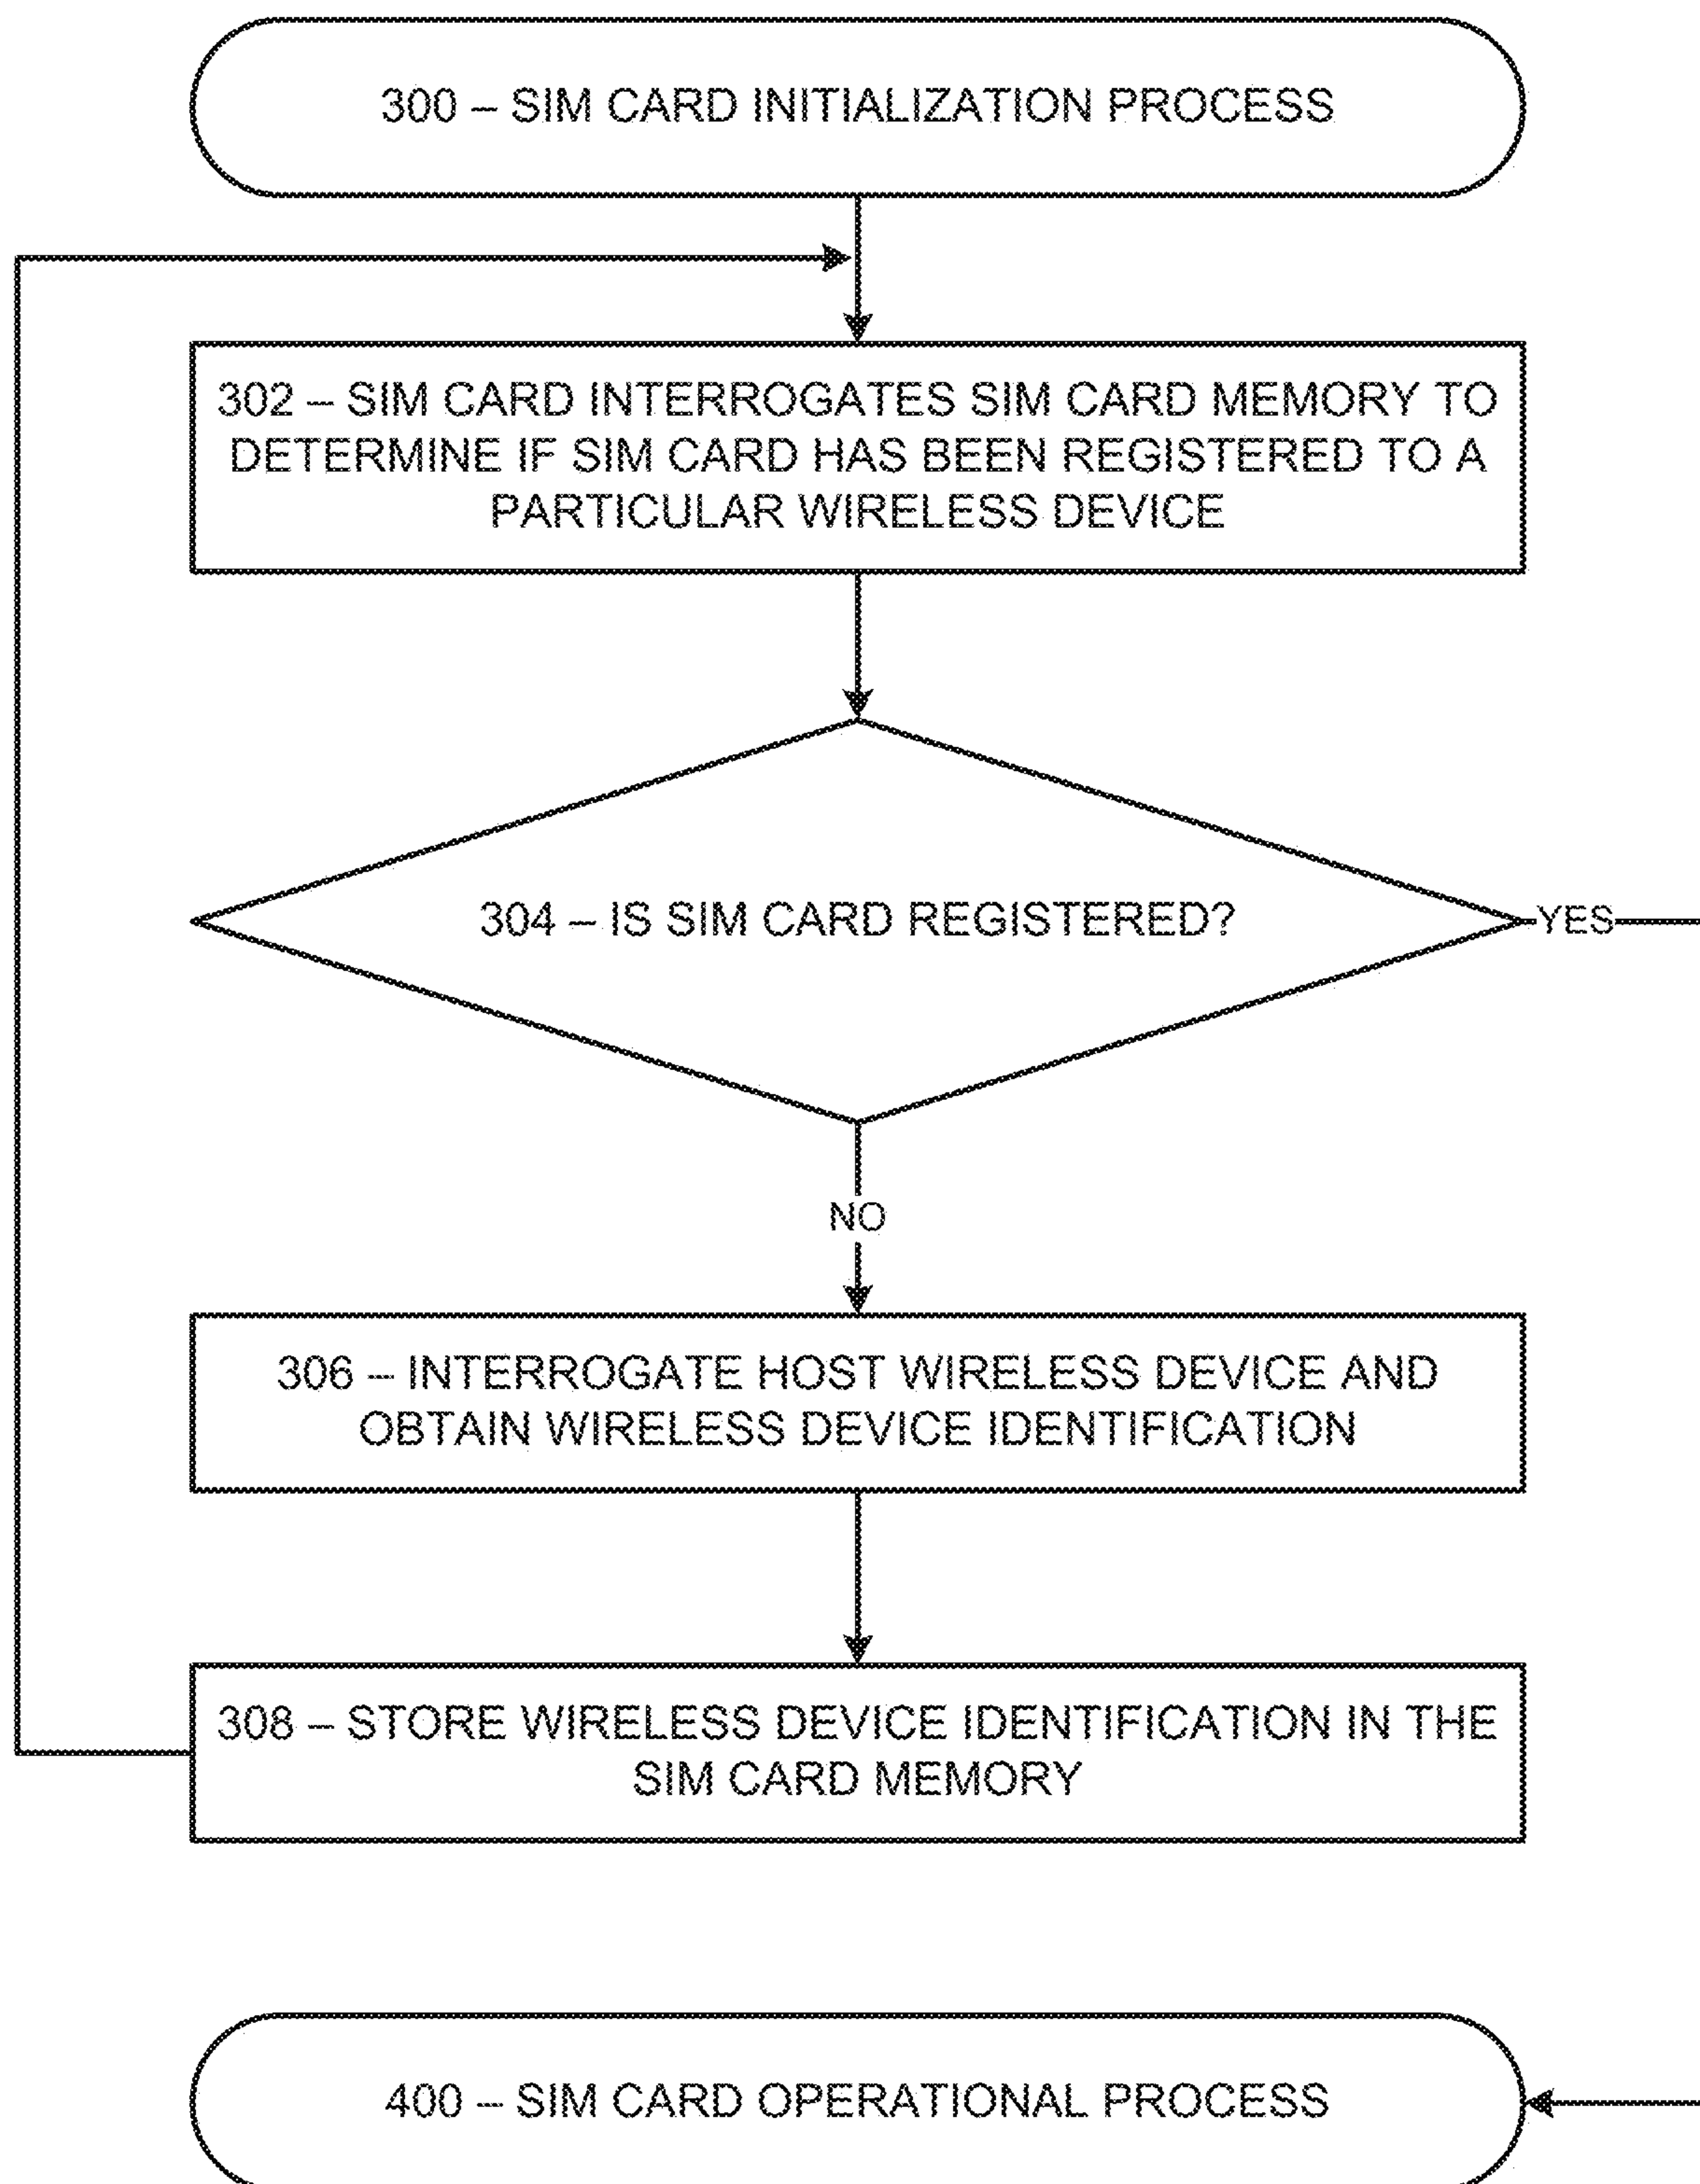 300 – SIM CARD INITIALIZATION PROCESS
302 – SIM CARD INTERROGATES SIM CARD MEMORY TO
DETERMINE IF SIM CARD HAS BEEN REGISTERED TO A
PARTICULAR WIRELESS DEVICE
304 – IS SIM CARD REGISTERED?
YES
NO
306 – INTERROGATE HOST WIRELESS DEVICE AND
OBTAIN WIRELESS DEVICE IDENTIFICATION
308 – STORE WIRELESS DEVICE IDENTIFICATION IN THE
SIM CARD MEMORY
400 – SIM CARD OPERATIONAL PROCESS